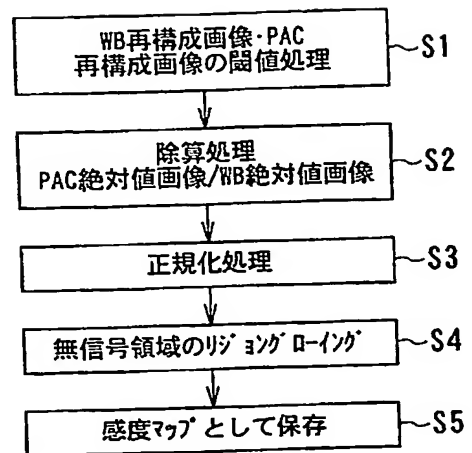 WB再構成画像･PAC
再構成画像の閾値処理
S1
除算処理
PAC絶対値画像/WB絶対値画像
S2
正規化処理
S3
無信号領域のﾘｼﾞｮﾝｸﾞﾛｰｲﾝｸﾞ
S4
感度ﾏｯﾌﾟとして保存
S5